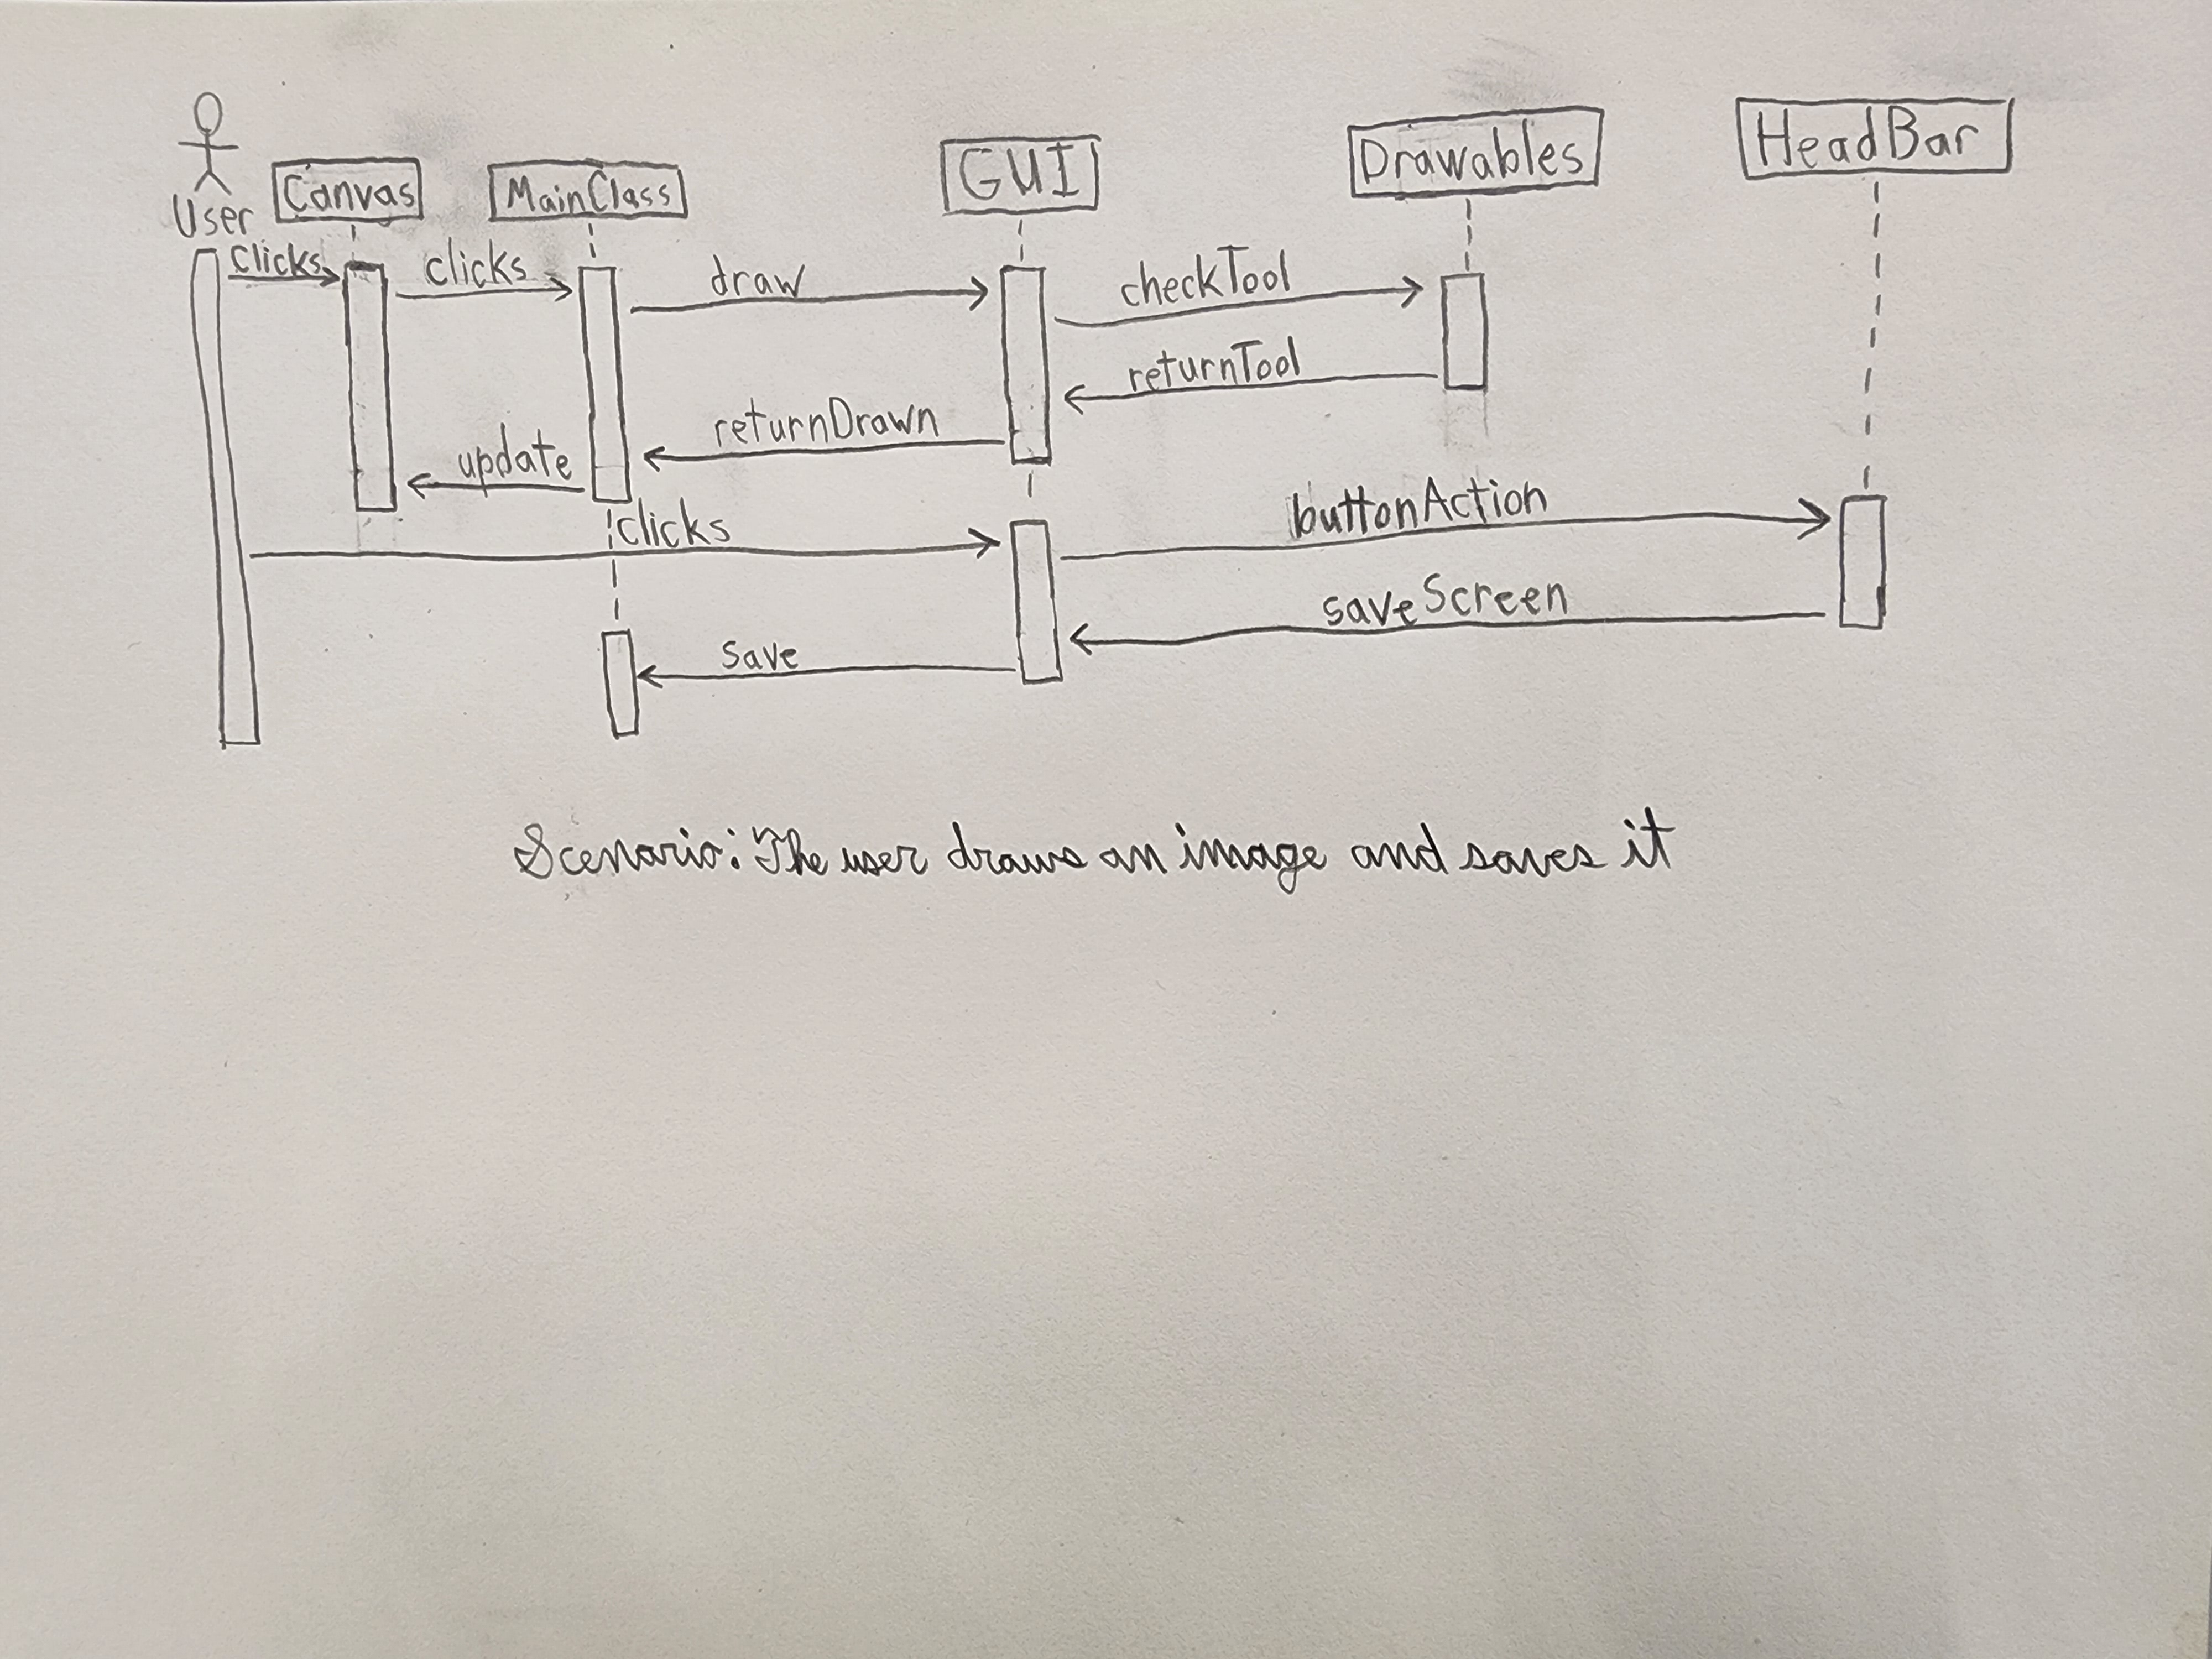 User
Canvas
MainClass
GUI
Drawables
HeadBar
clicks
clicks
draw
checkTool
returnTool
returnDrawn
update
clicks
buttonAction
saveScreen
save
Scenario: The user draws an image and saves it